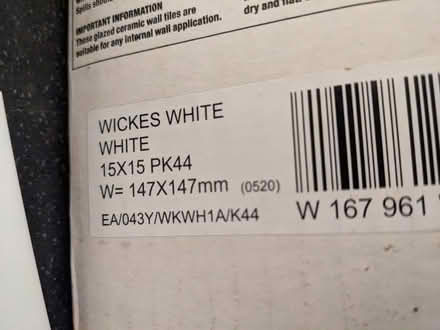 Spills
IMPORTANT INFORMATION
These glazed ceramic wall tiles are
suitable for any internal wall application.
dry and
WICKES WHITE
WHITE
15X15 PK44
W= 147X147mm (0520)
EA/043Y/WKWH1A/K44
W 167 961